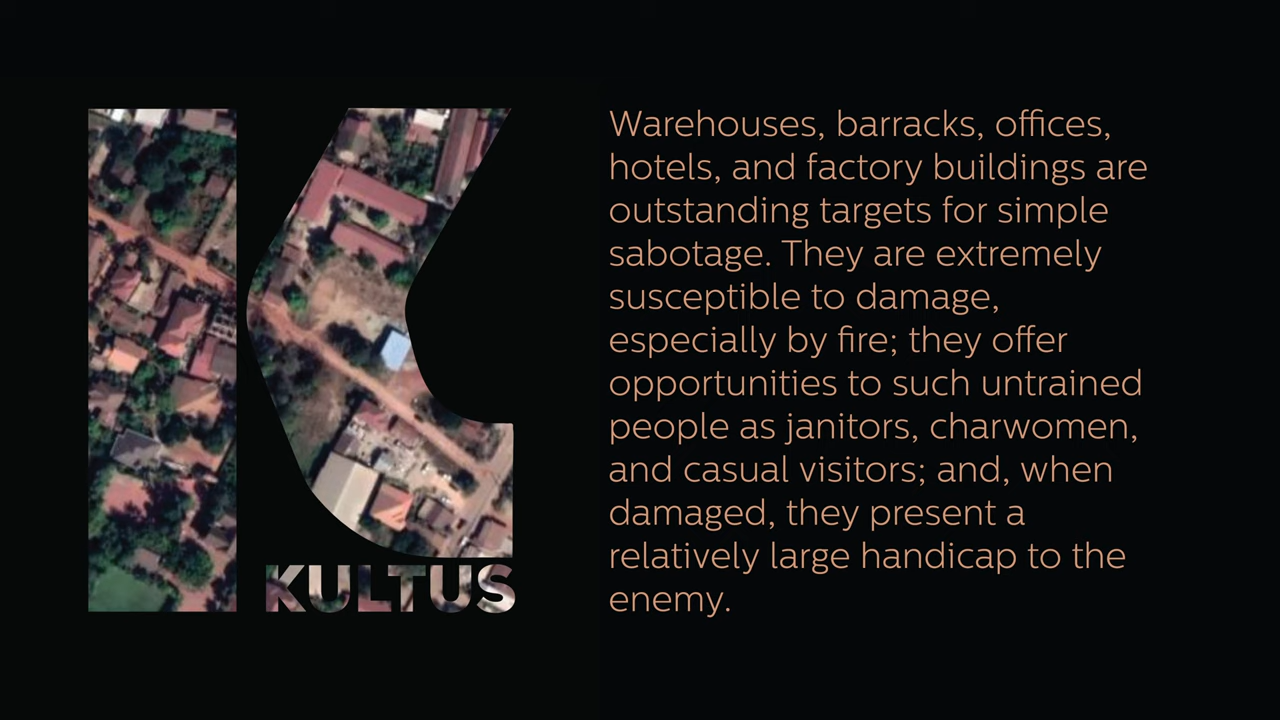 KULTUS
Warehouses, barracks, offices,
hotels, and factory buildings are
outstanding targets for simple
sabotage. They are extremely
susceptible to damage,
especially by fire; they offer
opportunities to such untrained
people as janitors, charwomen,
and casual visitors; and, when
damaged, they present a
relatively large handicap to the
enemy.